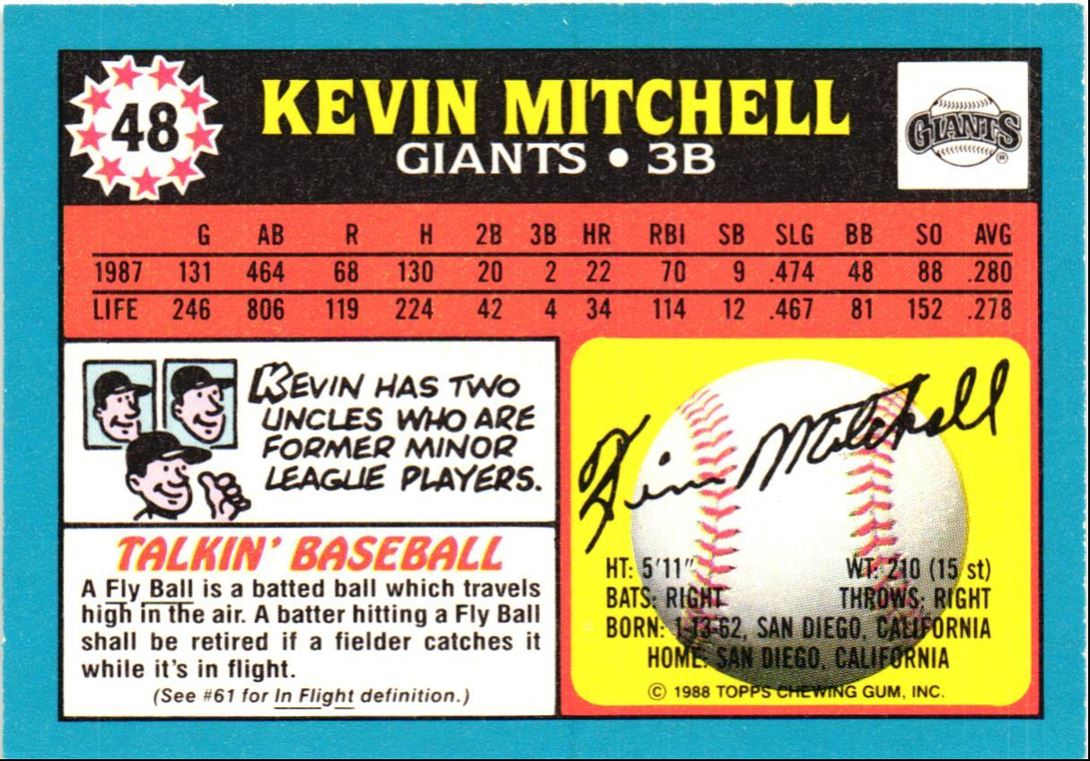 48
KEVIN MITCHELL
GIANTS • 3B
GIANTS®
G AB R H 2B 3B HR RBI SB SLG BB SO AVG
1987 131 464 68 130 20 2 22 70 9 .474 48 88 .280
LIFE 246 806 119 224 42 4 34 114 12 .467 81 152 .278
KEVIN HAS TWO
UNCLES WHO ARE
FORMER MINOR
LEAGUE PLAYERS.
TALKIN' BASEBALL
A Fly Ball is a batted ball which travels
high in the air. A batter hitting a Fly Ball
shall be retired if a fielder catches it
while it's in flight.
(See #61 for In Flight definition.)
Kevin Mitchell
HT: 5'11" WT: 210 (15 st)
BATS: RIGHT THROWS: RIGHT
BORN: 1-13-62, SAN DIEGO, CALIFORNIA
HOME: SAN DIEGO, CALIFORNIA
© 1988 TOPPS CHEWING GUM, INC.